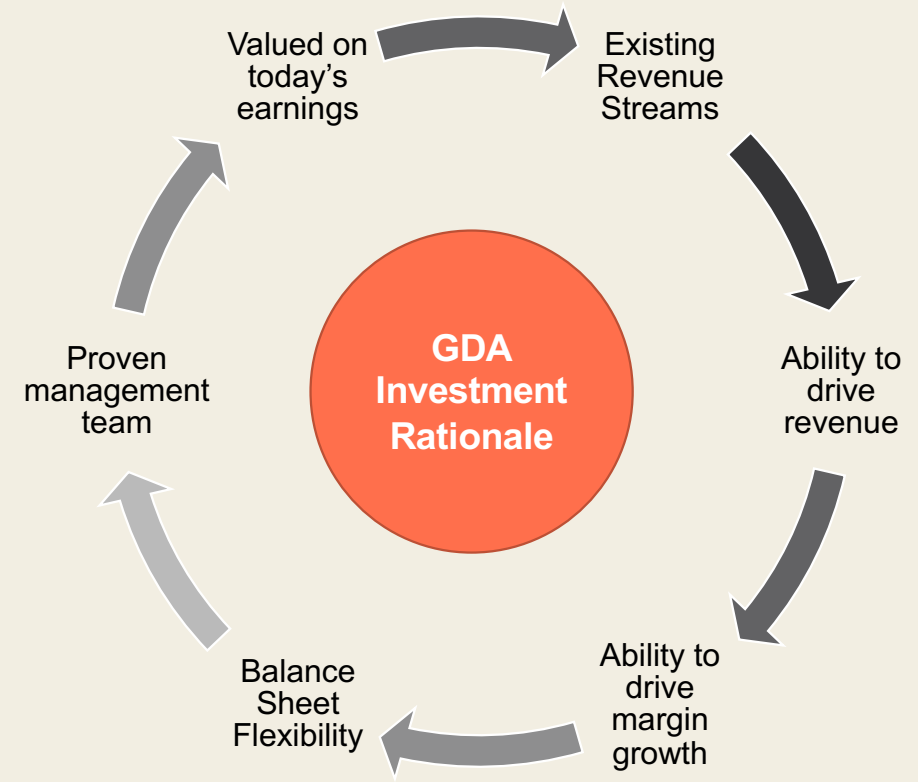 Valued on
today’s
earnings
Existing
Revenue
Streams
GDA
Investment
Rationale
Proven
management
team
Ability to
drive
revenue
Balance
Sheet
Flexibility
Ability to
drive
margin
growth